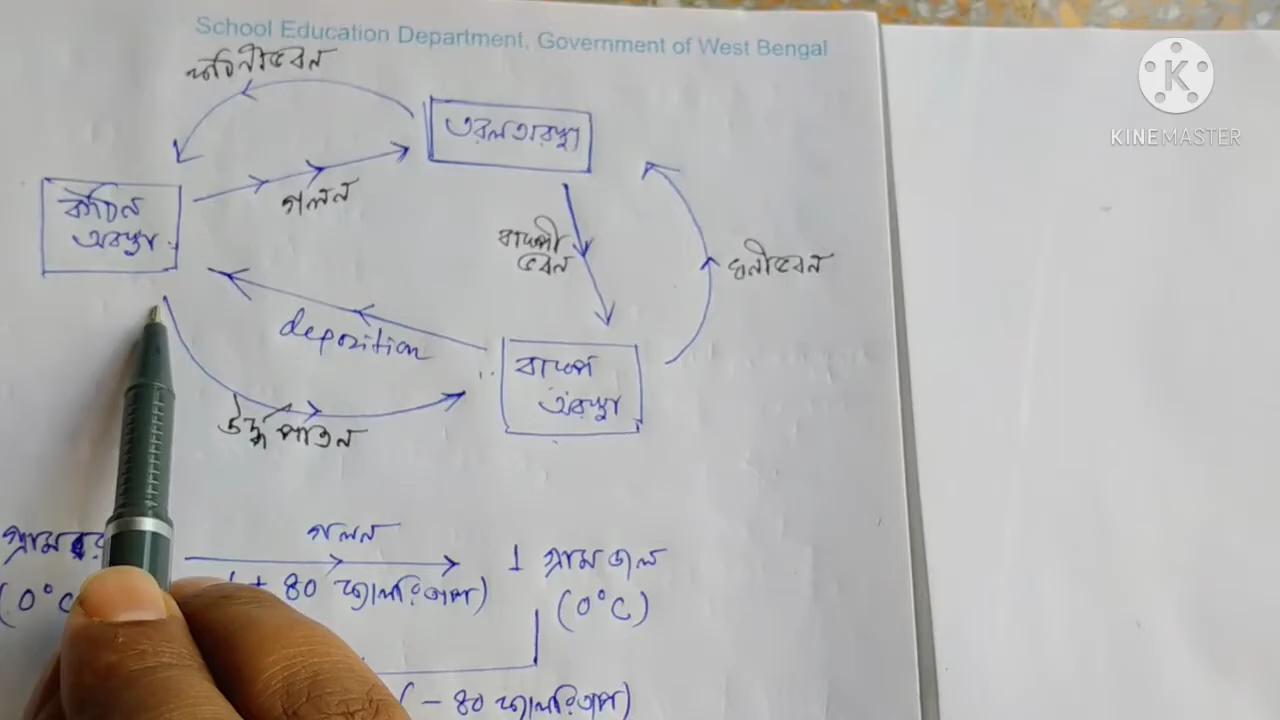 School Education Department, Government of West Bengal
K
KINEMASTER
কঠিনীভবন
তরল অবস্থা
গলন
কঠিন
অবস্থা
বাষ্পী
ভবন
ঘনীভবন
deposition
বাষ্প
অবস্থা
ঊর্ধ্বপাতন
গলন
গ্রাম
1 গ্রাম জল
(0°C
+ 80 ক্যালরি তাপ)
(0°C)
(- 80 ক্যালরি তাপ)